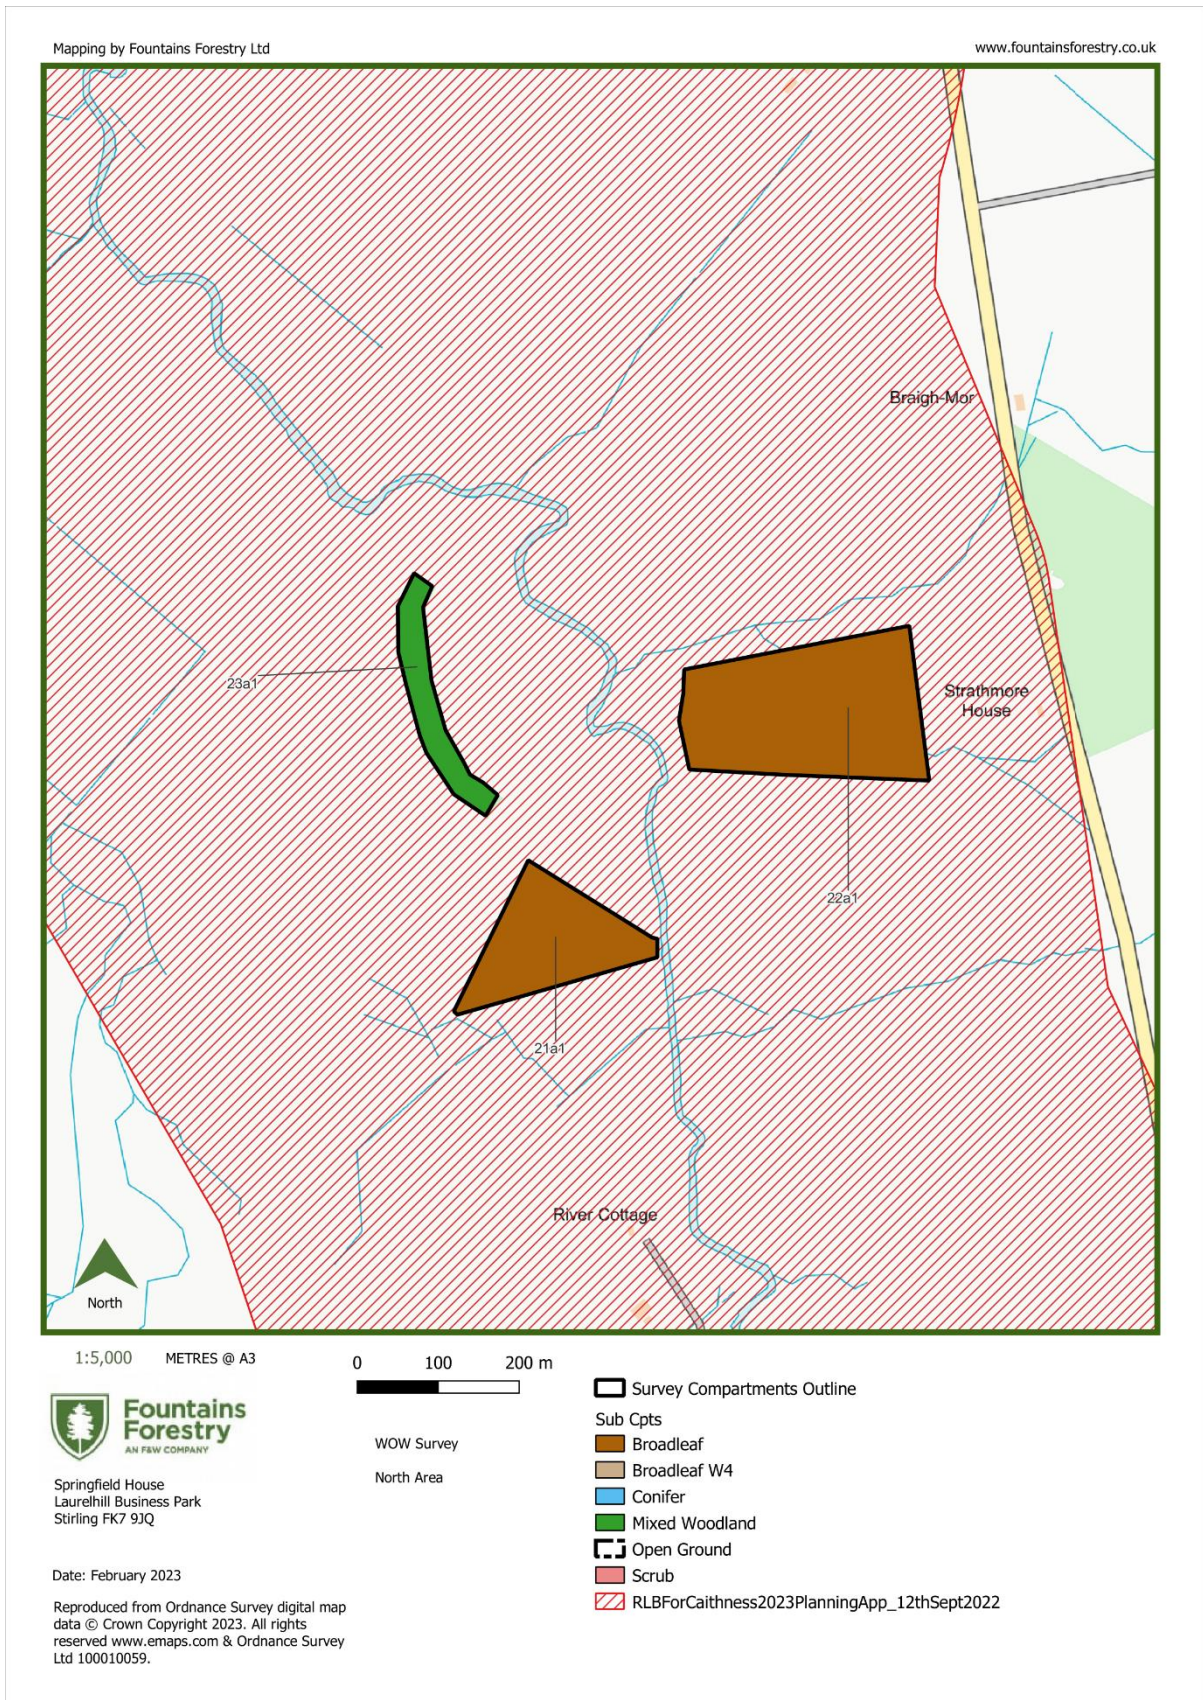 Mapping by Fountains Forestry Ltd
www.fountainsforestry.co.uk
Braigh-Mor
23a1
Strathmore
House
22a1
21a1
River Cottage
North
1:5,000
METRES @ A3
0 100 200 m
Fountains
Forestry
AN F&W COMPANY
WOW Survey
North Area
Springfield House
Laurelhill Business Park
Stirling FK7 9JQ
Date: February 2023
Reproduced from Ordnance Survey digital map
data © Crown Copyright 2023. All rights
reserved www.emaps.com & Ordnance Survey
Ltd 100010059.
Survey Compartments Outline
Sub Cpts
Broadleaf
Broadleaf W4
Conifer
Mixed Woodland
Open Ground
Scrub
RLBForCaithness2023PlanningApp_12thSept2022